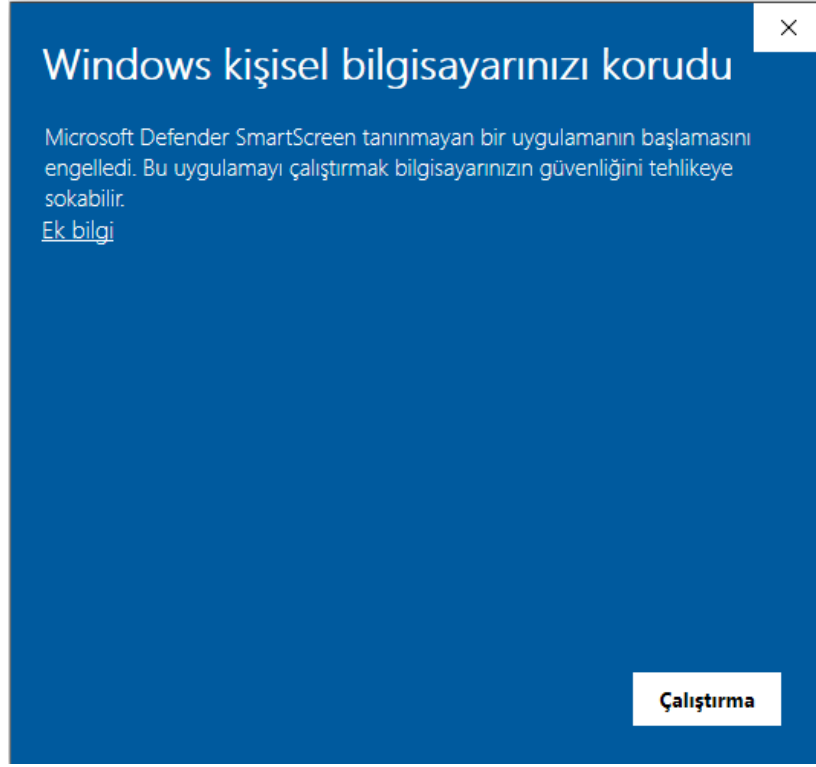 Windows kişisel bilgisayarınızı korudu
Microsoft Defender SmartScreen tanınmayan bir uygulamanın başlamasını
engelledi. Bu uygulamayı çalıştırmak bilgisayarınızın güvenliğini tehlikeye
sokabilir.
Ek bilgi
Çalıştırma